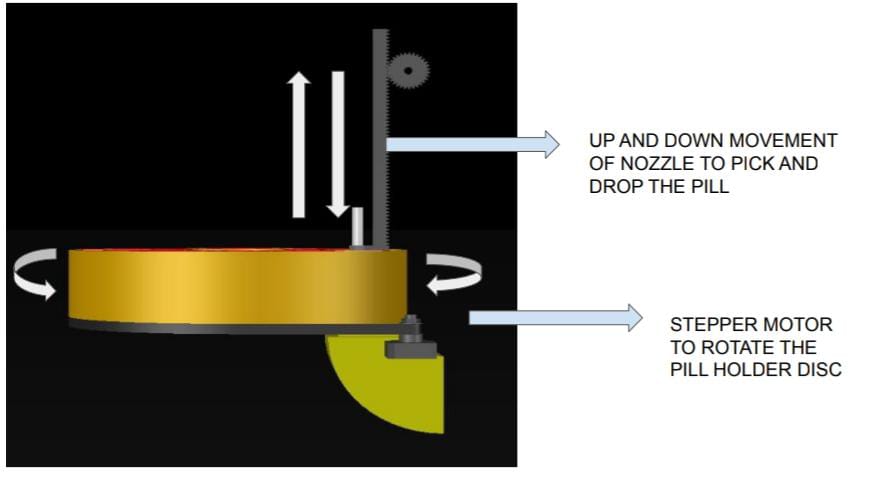 UP AND DOWN MOVEMENT
OF NOZZLE TO PICK AND
DROP THE PILL
STEPPER MOTOR
TO ROTATE THE
PILL HOLDER DISC